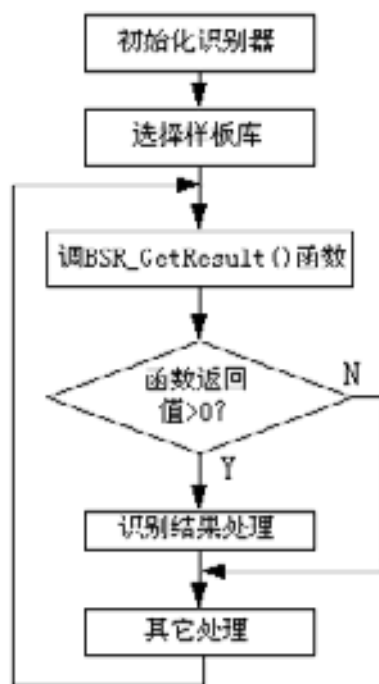 初始化识别器
选择样板库
调BSR_GetResult()函数
函数返回
值>0?
N
Y
识别结果处理
其它处理